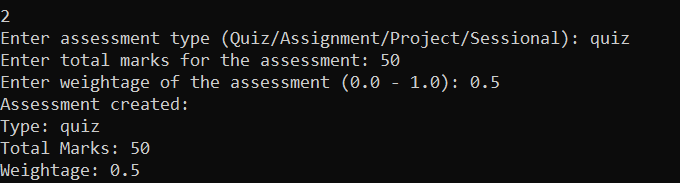 2
Enter assessment type (Quiz/Assignment/Project/Sessional): quiz
Enter total marks for the assessment: 50
Enter weightage of the assessment (0.0 - 1.0): 0.5
Assessment created:
Type: quiz
Total Marks: 50
Weightage: 0.5